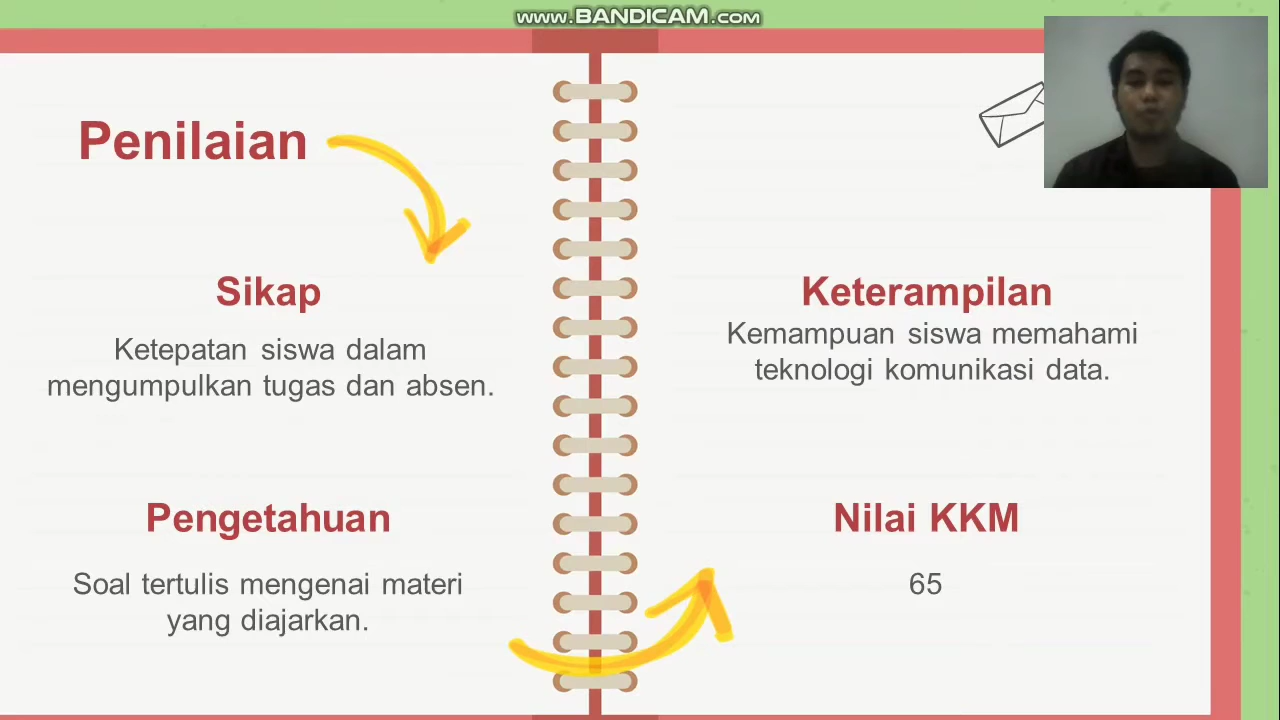 www.BANDICAM.com
Penilaian
Sikap
Ketepatan siswa dalam
mengumpulkan tugas dan absen.
Pengetahuan
Soal tertulis mengenai materi
yang diajarkan.
Keterampilan
Kemampuan siswa memahami
teknologi komunikasi data.
Nilai KKM
65